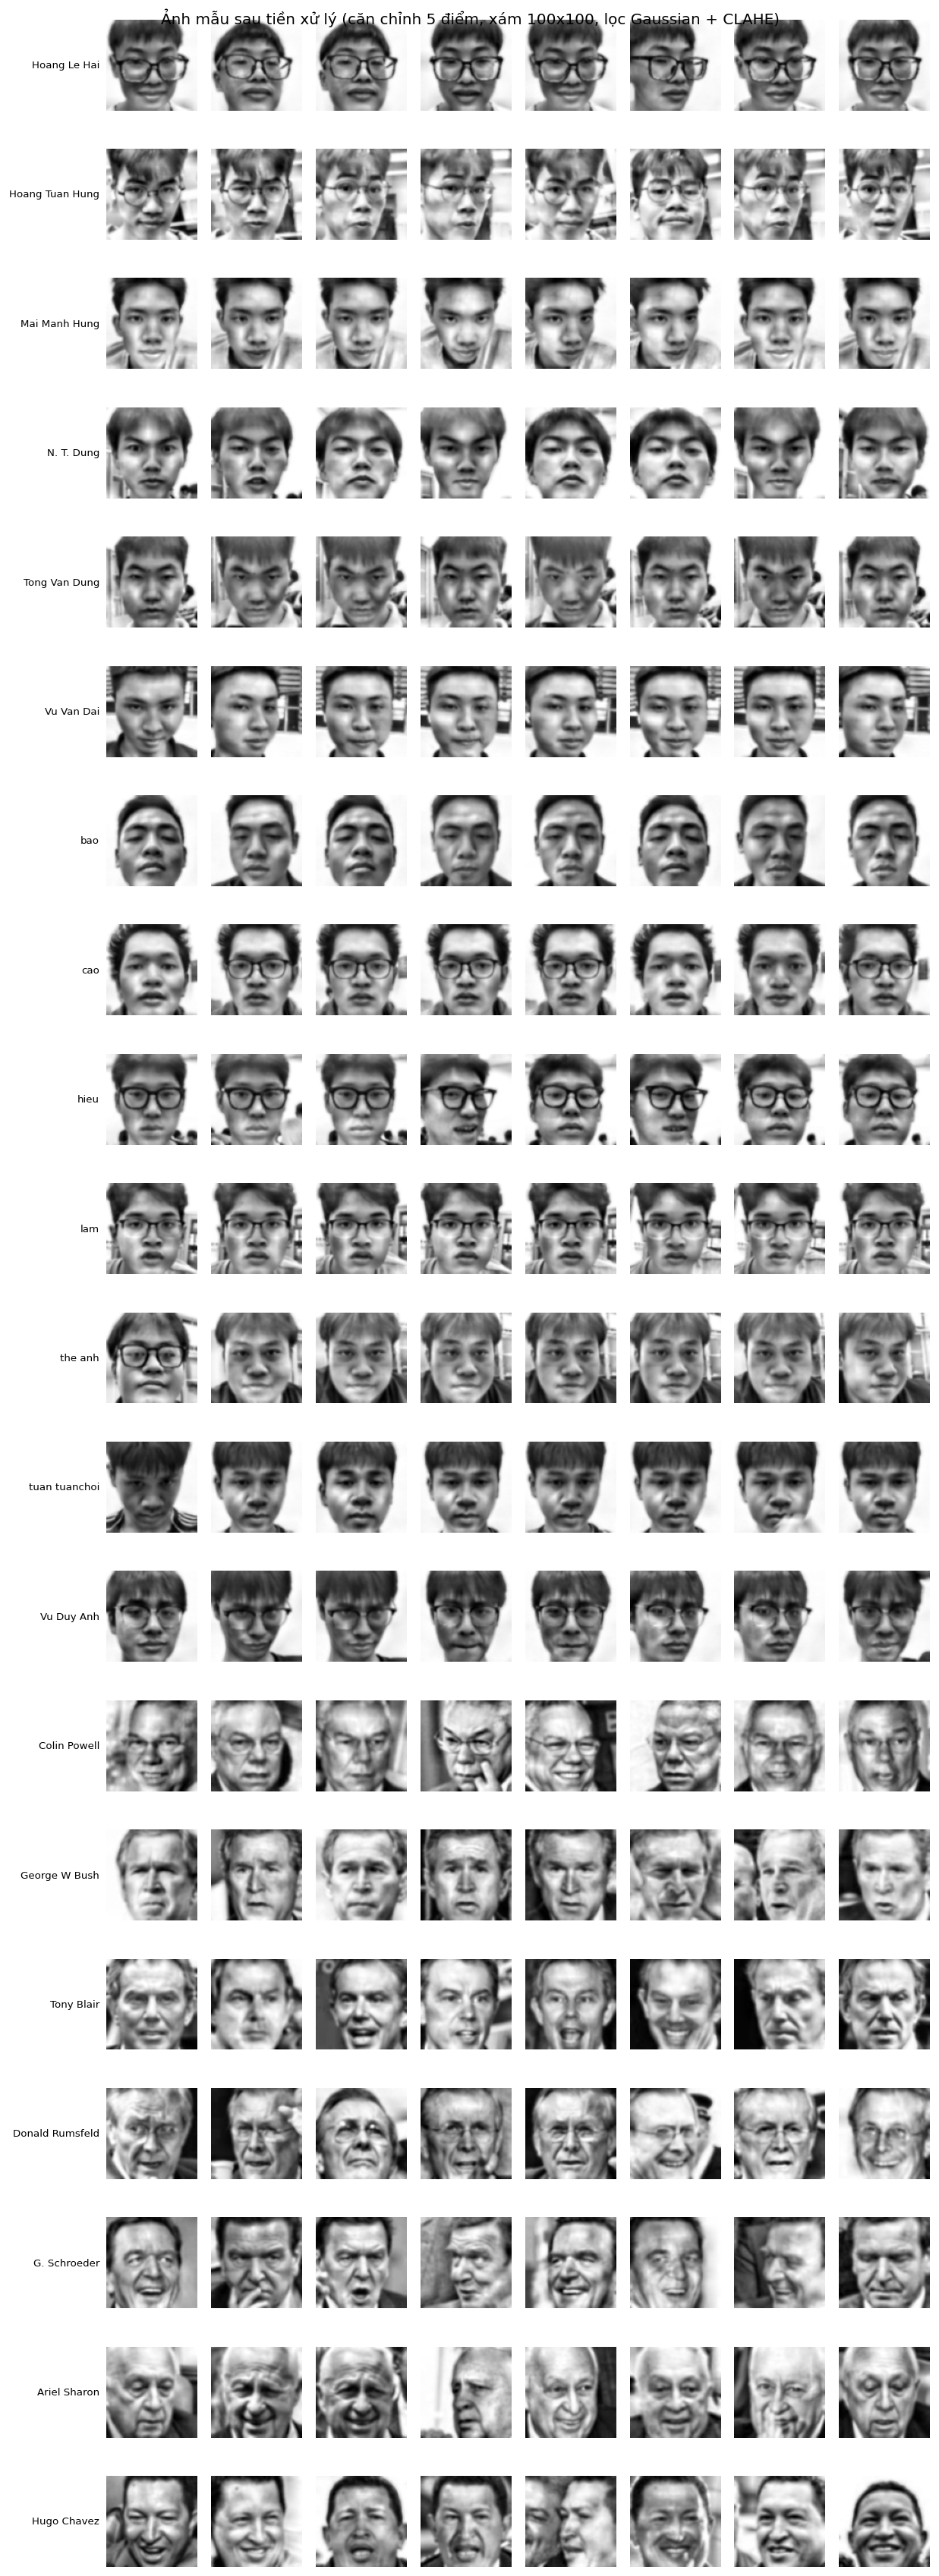 Ảnh mẫu sau tiền xử lý (căn chỉnh 5 điểm, xám 100x100, lọc Gaussian + CLAHE)
Hoang Le Hai
Hoang Tuan Hung
Mai Manh Hung
N. T. Dung
Tong Van Dung
Vu Van Dai
bao
cao
hieu
lam
the anh
tuan tuanchoi
Vu Duy Anh
Colin Powell
George W Bush
Tony Blair
Donald Rumsfeld
G. Schroeder
Ariel Sharon
Hugo Chavez